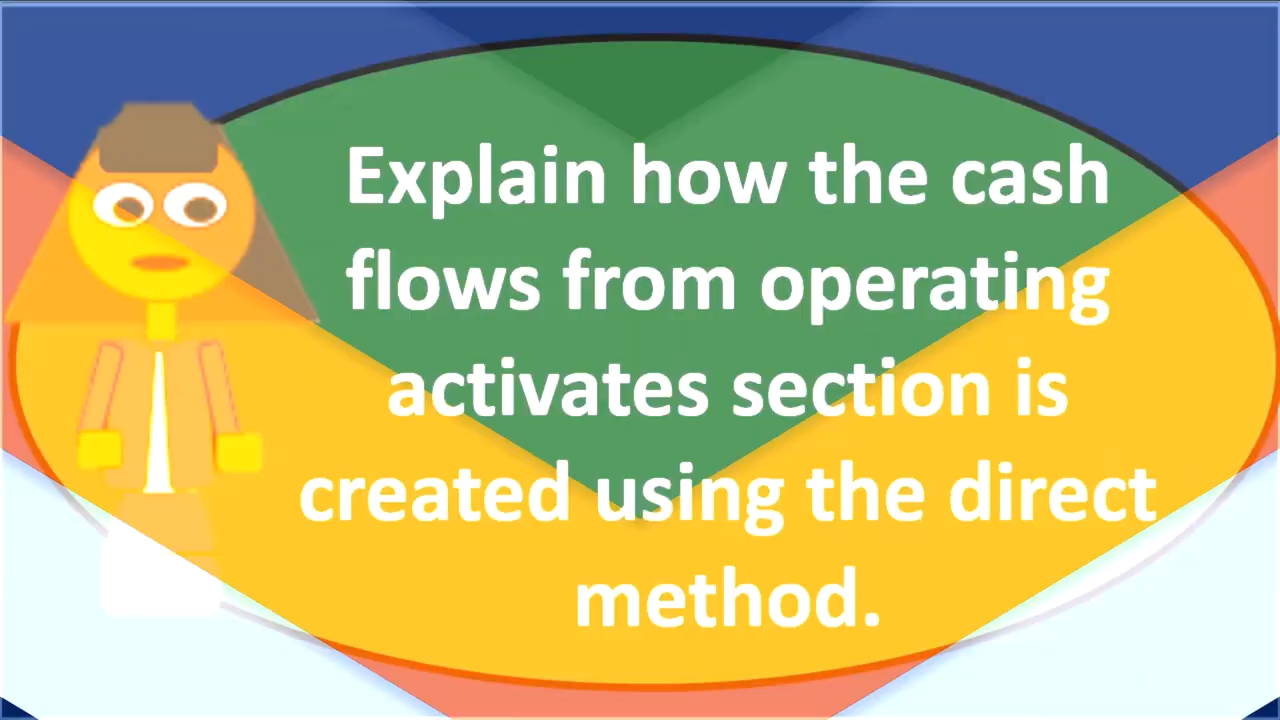 Explain how the cash
flows from operating
activates section is
created using the direct
method.